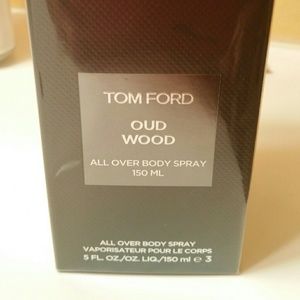 TOM FORD
OUD
WOOD
ALL OVER BODY SPRAY
150 ML
ALL OVER BODY SPRAY
VAPORISATEUR POUR LE CORPS
5 FL. OZ./OZ. LIQ./150 ml e 3